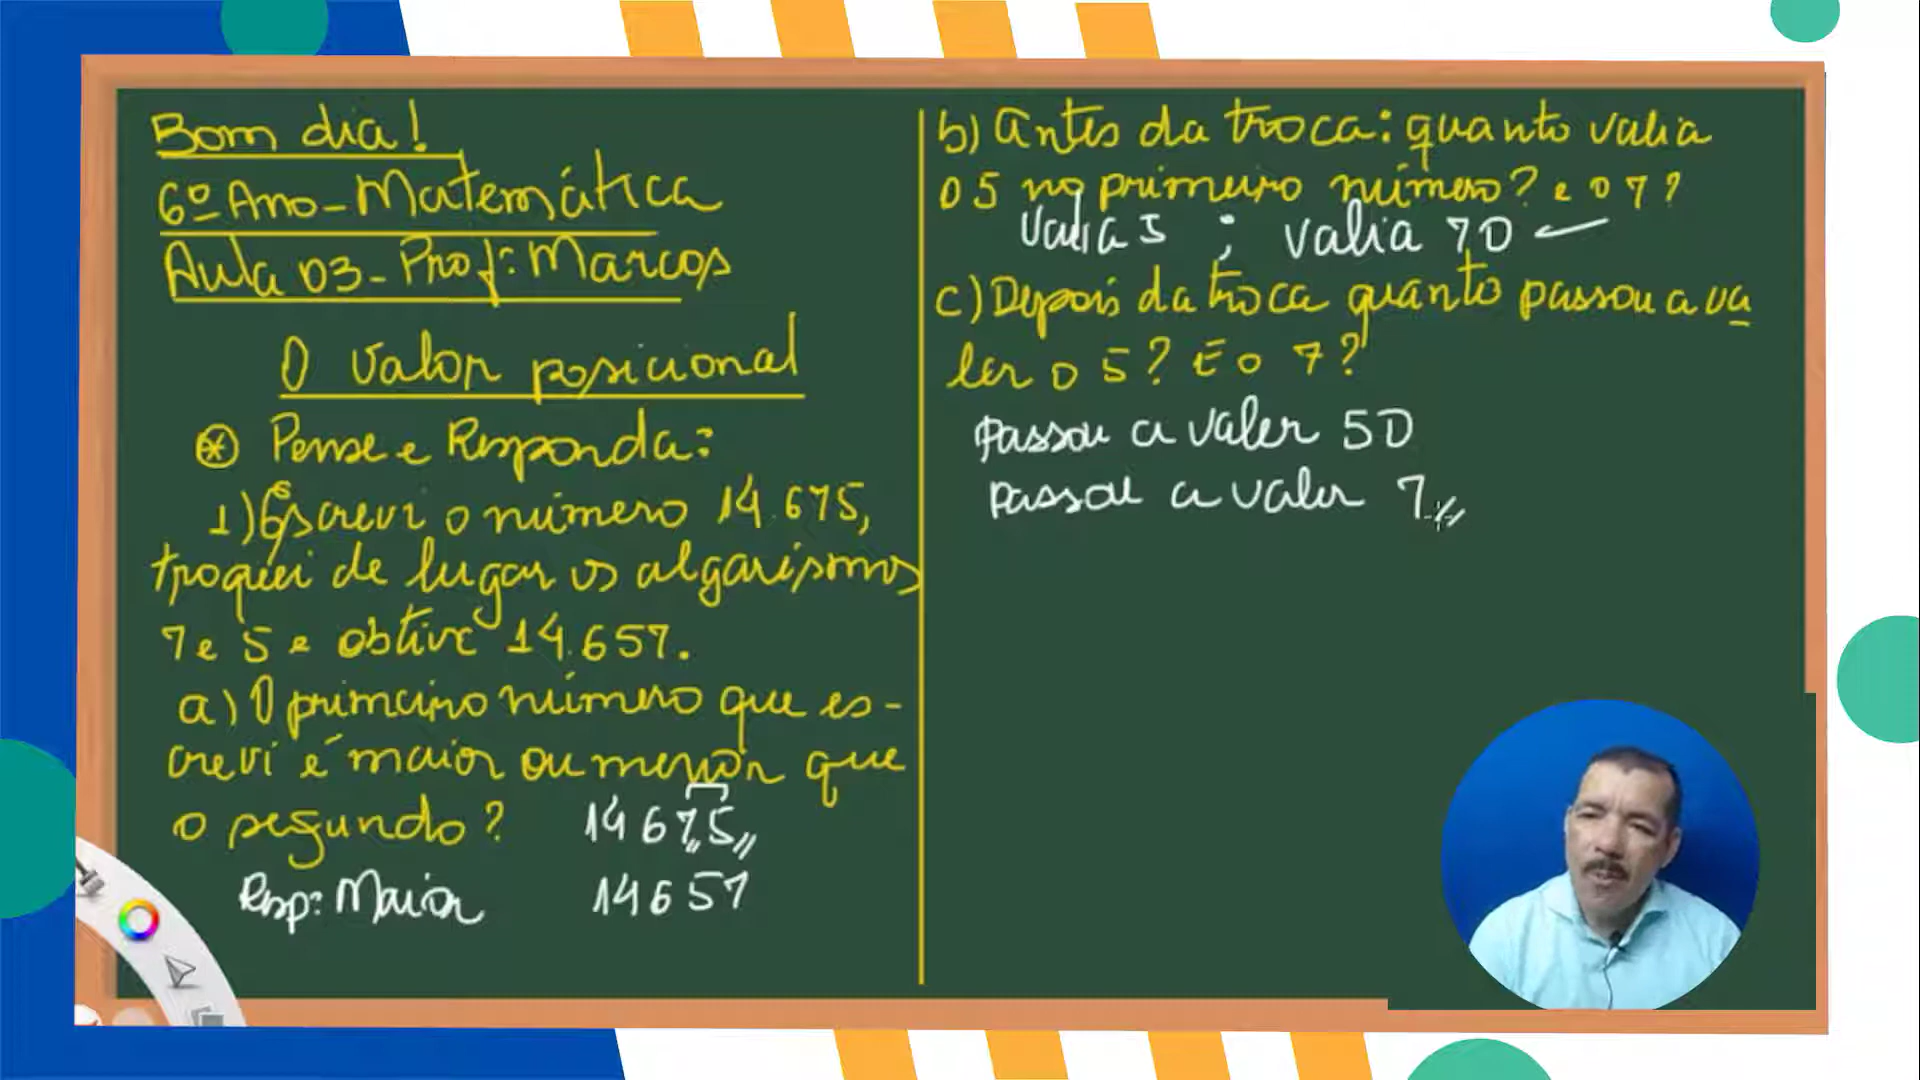 Bom dia!
6º Ano - Matemática
Aula 03 - Prof: Marcos
O valor posicional
⊛ Pense e Responda:
1) Escrevi o número 14.675,
troquei de lugar os algarismos
7 e 5 e obtive 14.657.
a) O primeiro número que es-
crevi é maior ou menor que
o segundo? 14675
Resp: Maior 14657
b) Antes da troca: quanto valia
o 5 no primeiro número? e o 7?
Valia 5 ; valia 70
c) Depois da troca quanto passou a va
ler o 5? E o 7?
Passou a valer 50
Passou a valer 7